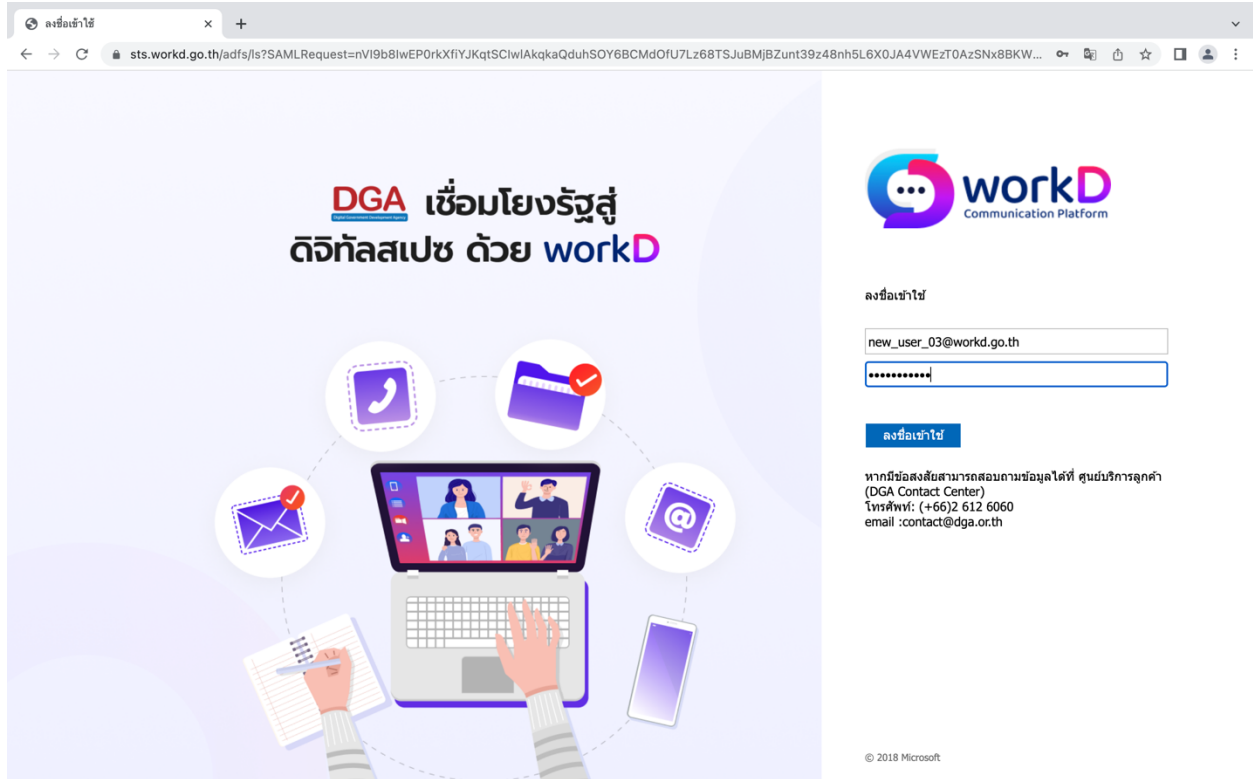 ลงชื่อเข้าใช้
sts.workd.go.th/adfs/ls?SAMLRequest=nVI9b8IwEP0rkXfiYJKqtSCIwIAkqkaQduhSOY6BCMdOfU7Lz68TSJuBMjBZunt39z48nh5L6X0JA4VWEzT0AzSNx8BKW...
DGA เชื่อมโยงรัฐสู่
Digital Government Development Agency
ดิจิทัลสเปซ ด้วย workD
workD
Communication Platform
ลงชื่อเข้าใช้
new_user_03@workd.go.th
•••••••••••
ลงชื่อเข้าใช้
หากมีข้อสงสัยสามารถสอบถามข้อมูลได้ที่ ศูนย์บริการลูกค้า
(DGA Contact Center)
โทรศัพท์: (+66)2 612 6060
email :contact@dga.or.th
@
© 2018 Microsoft